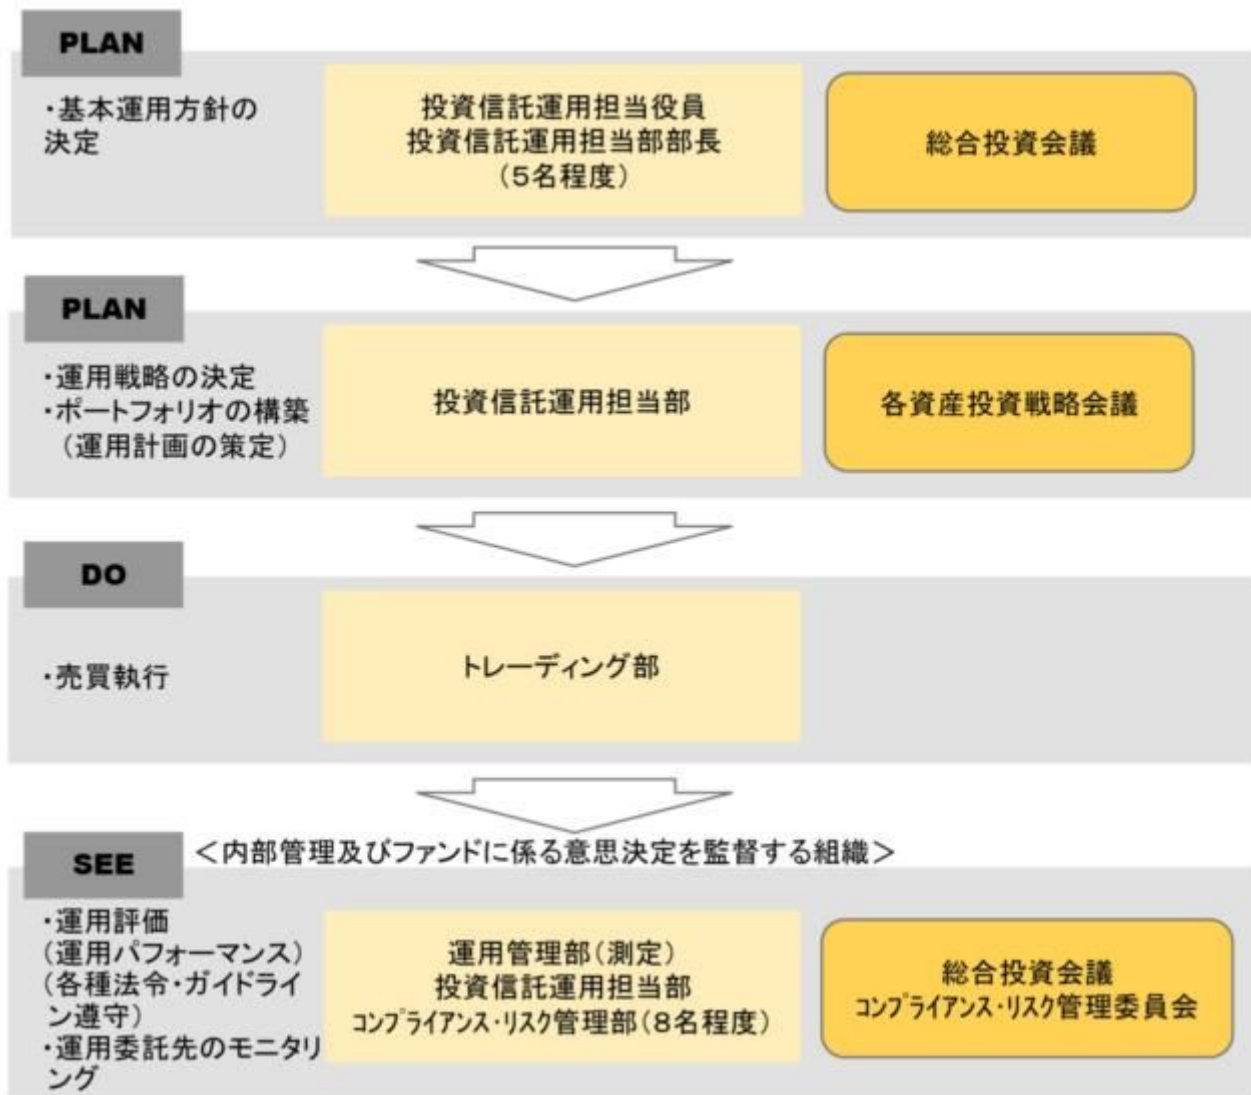 PLAN
・基本運用方針の
決定
投資信託運用担当役員
投資信託運用担当部部長
(5名程度)
総合投資会議
PLAN
・運用戦略の決定
・ポートフォリオの構築
(運用計画の策定)
投資信託運用担当部
各資産投資戦略会議
DO
・売買執行
トレーディング部
SEE
<内部管理及びファンドに係る意思決定を監督する組織>
・運用評価
(運用パフォーマンス)
(各種法令・ガイドライ
ン遵守)
・運用委託先のモニタリ
ング
運用管理部(測定)
投資信託運用担当部
コンプライアンス・リスク管理部(8名程度)
総合投資会議
コンプライアンス・リスク管理委員会